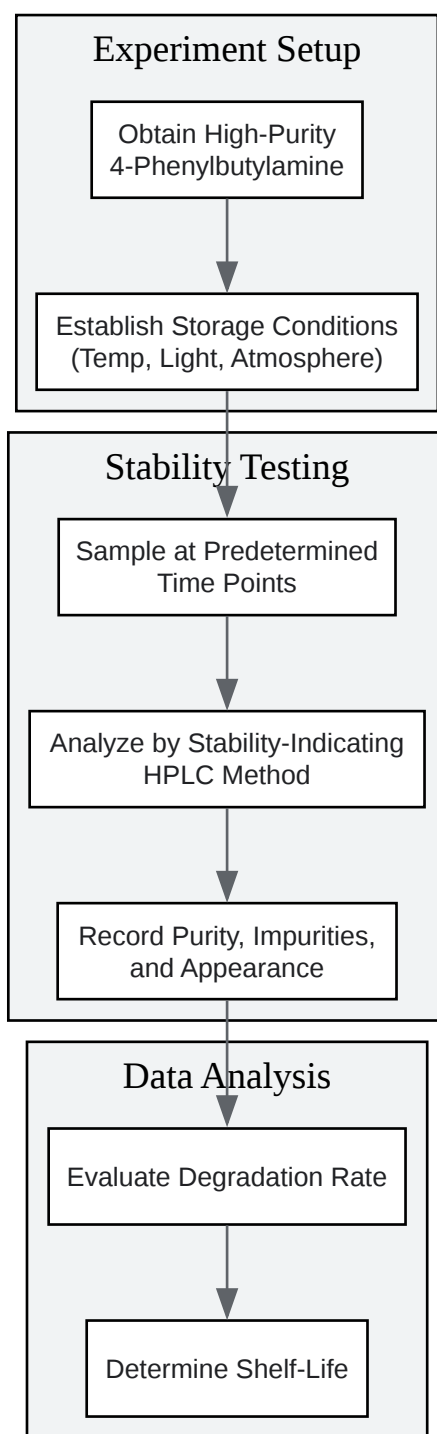 Experiment Setup
Obtain High-Purity
4-Phenylbutylamine
Establish Storage Conditions
(Temp, Light, Atmosphere)
Stability Testing
Sample at Predetermined
Time Points
Analyze by Stability-Indicating
HPLC Method
Record Purity, Impurities,
and Appearance
Data Analysis
Evaluate Degradation Rate
Determine Shelf-Life